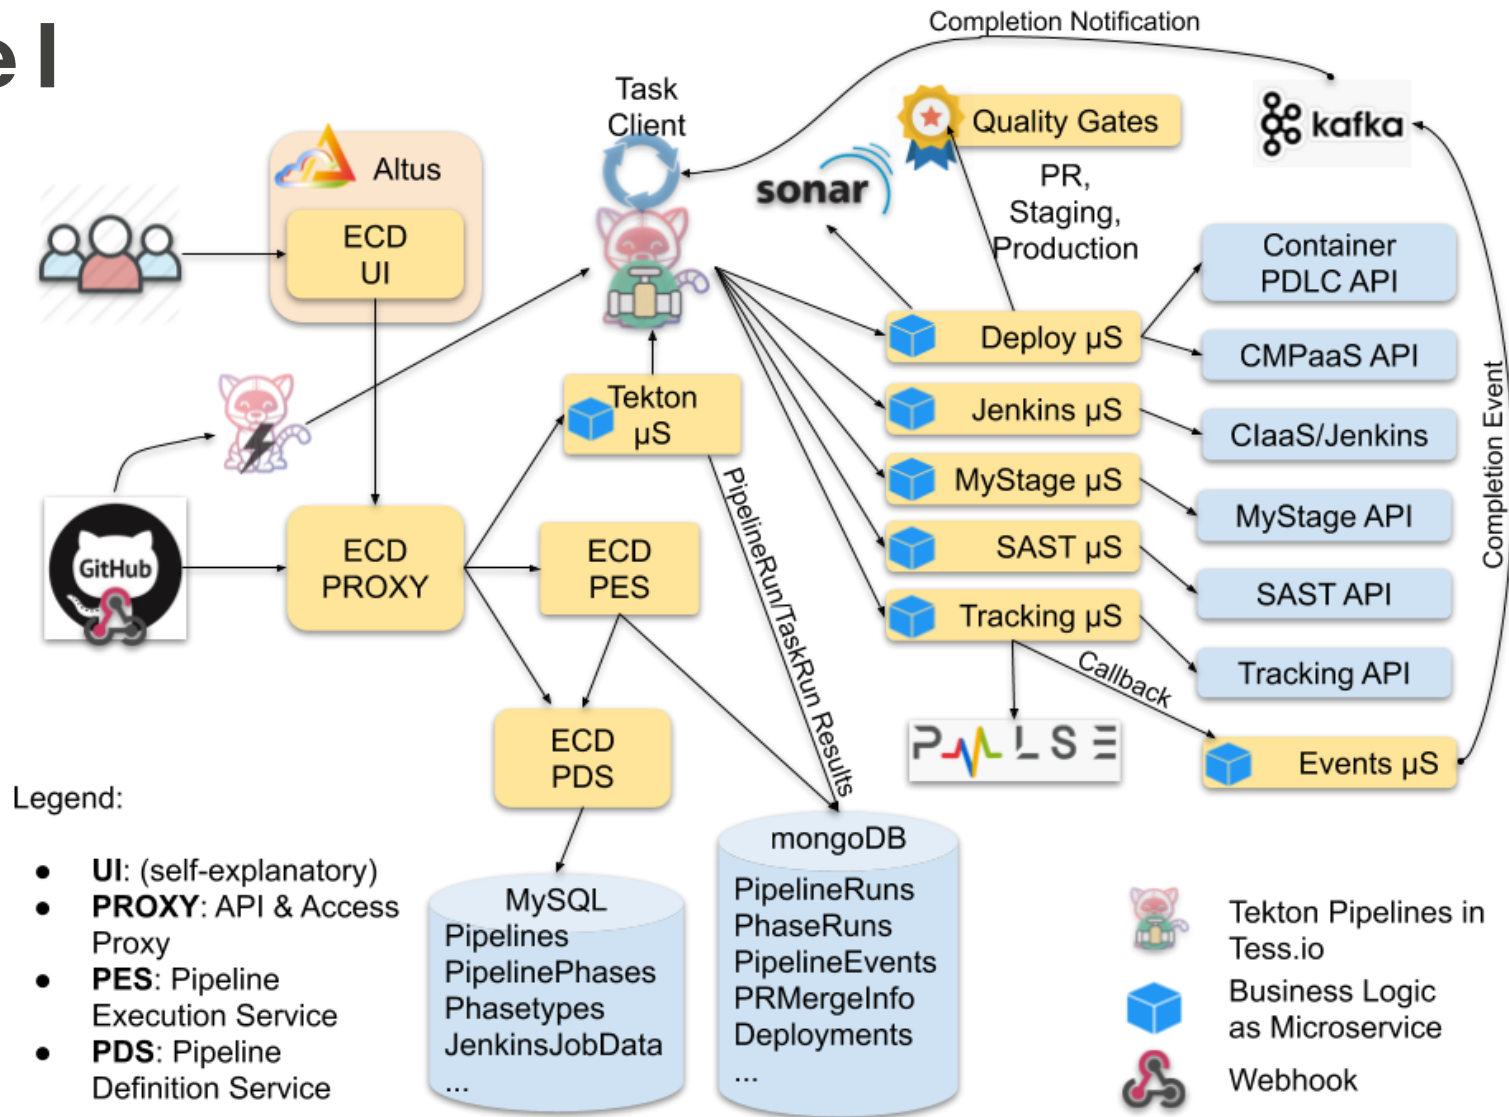 el
Completion Notification
Task
Client
Altus
ECD
UI
sonar
Quality Gates
PR,
Staging,
Production
kafka
Container
PDLC API
CMPaaS API
CIaaS/Jenkins
MyStage API
SAST API
Tracking API
Completion Event
Deploy µS
Jenkins µS
MyStage µS
SAST µS
Tracking µS
Callback
Events µS
PULSE
Tekton
µS
PipelineRun/TaskRun Results
GitHub
ECD
PROXY
ECD
PES
ECD
PDS
mongoDB
PipelineRuns
PhaseRuns
PipelineEvents
PRMergeInfo
Deployments
...
MySQL
Pipelines
PipelinePhases
Phasetypes
JenkinsJobData
...
Legend:
● UI: (self-explanatory)
● PROXY: API & Access
Proxy
● PES: Pipeline
Execution Service
● PDS: Pipeline
Definition Service
Tekton Pipelines in
Tess.io
Business Logic
as Microservice
Webhook